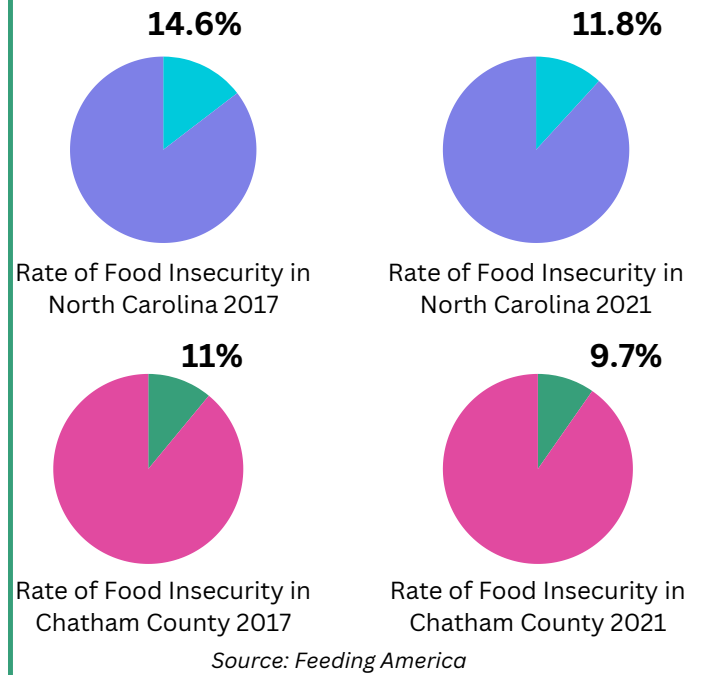 14.6%
11.8%
Rate of Food Insecurity in
North Carolina 2017
Rate of Food Insecurity in
North Carolina 2021
11%
9.7%
Rate of Food Insecurity in
Chatham County 2017
Rate of Food Insecurity in
Chatham County 2021
Source: Feeding America